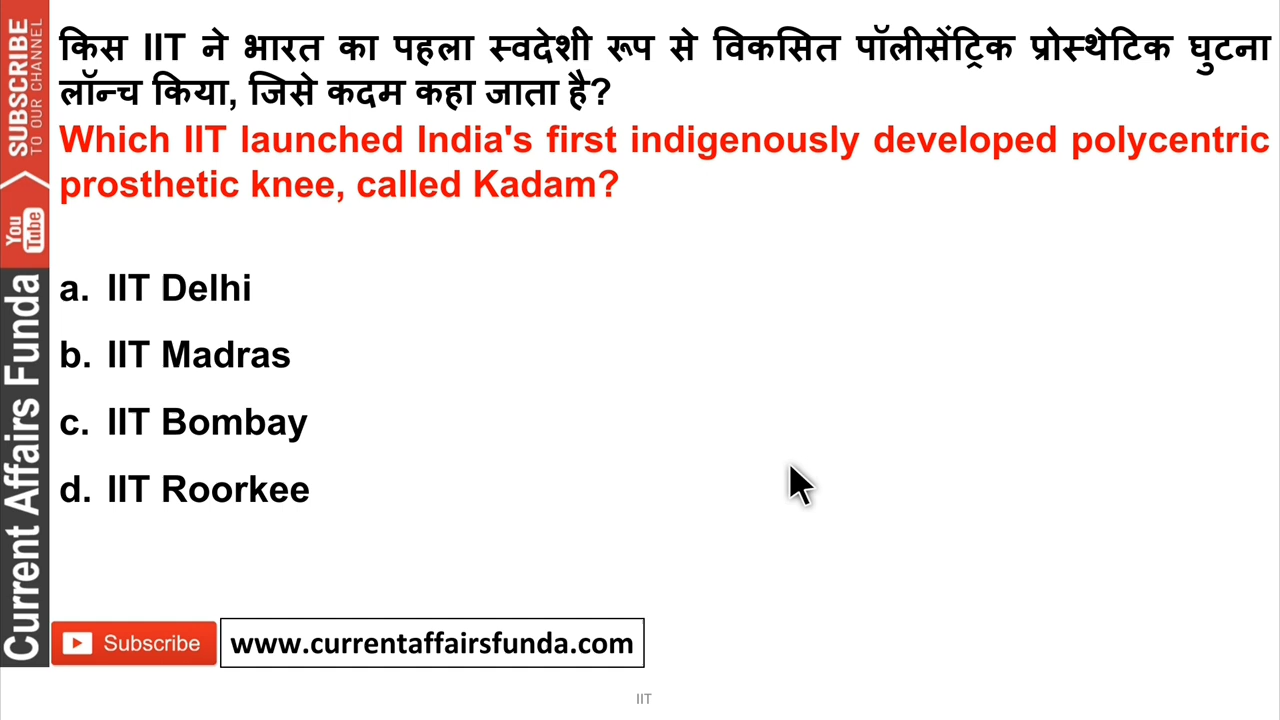 किस IIT ने भारत का पहला स्वदेशी रूप से विकसित पॉलीसेंट्रिक प्रोस्थेटिक घुटना
लॉन्च किया, जिसे कदम कहा जाता है?
Which IIT launched India's first indigenously developed polycentric
prosthetic knee, called Kadam?
a. IIT Delhi
b. IIT Madras
c. IIT Bombay
d. IIT Roorkee
SUBSCRIBE
TO OUR CHANNEL
You
Tube
Current Affairs Funda
Subscribe
www.currentaffairsfunda.com
IIT